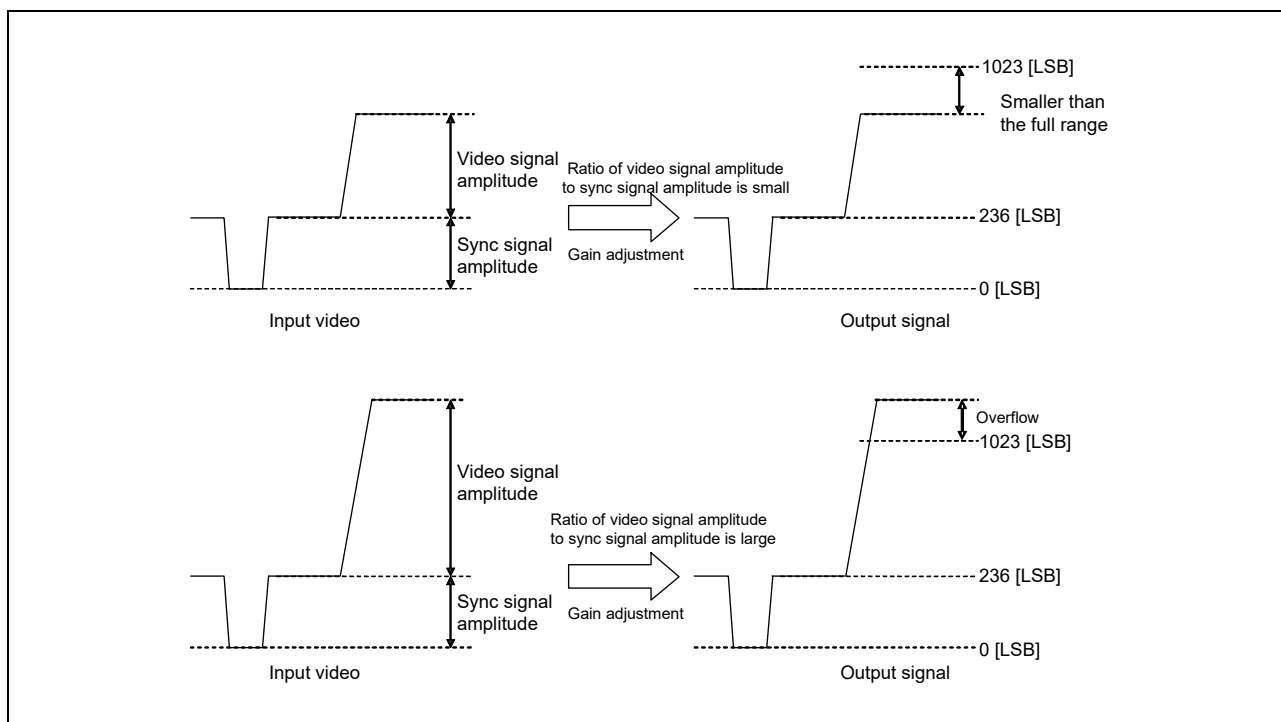 1023 [LSB]
Smaller than
the full range
Video signal
amplitude
Ratio of video signal amplitude
to sync signal amplitude is small
236 [LSB]
Sync signal
amplitude
Gain adjustment
0 [LSB]
Input video
Output signal
Overflow
1023 [LSB]
Video signal
amplitude
Ratio of video signal amplitude
to sync signal amplitude is large
236 [LSB]
Sync signal
amplitude
Gain adjustment
0 [LSB]
Input video
Output signal